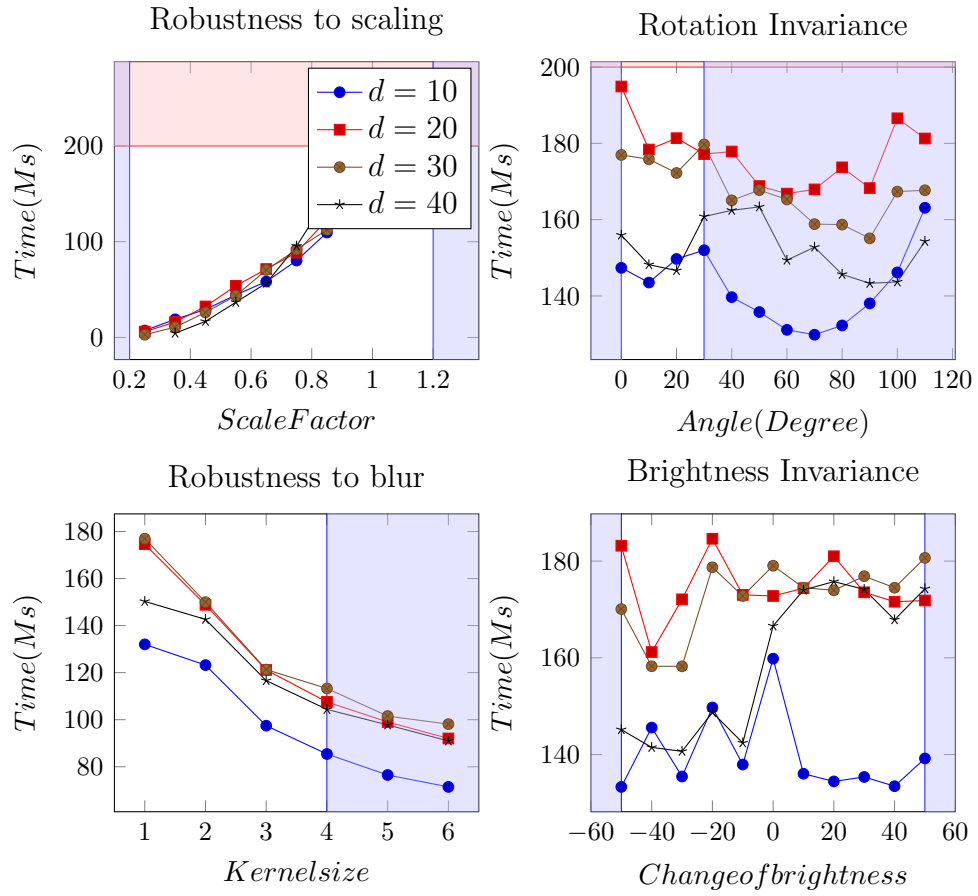 Robustness to scaling
200
100
0
0.2 0.4 0.6 0.8 1 1.2
Time(Ms)
ScaleFactor
d = 10
d = 20
d = 30
d = 40
Rotation Invariance
200
180
160
140
0 20 40 60 80 100 120
Time(Ms)
Angle(Degree)
Robustness to blur
180
160
140
120
100
80
1 2 3 4 5 6
Time(Ms)
Kernelsize
Brightness Invariance
180
160
140
−60 −40 −20 0 20 40 60
Time(Ms)
Changeofbrightness